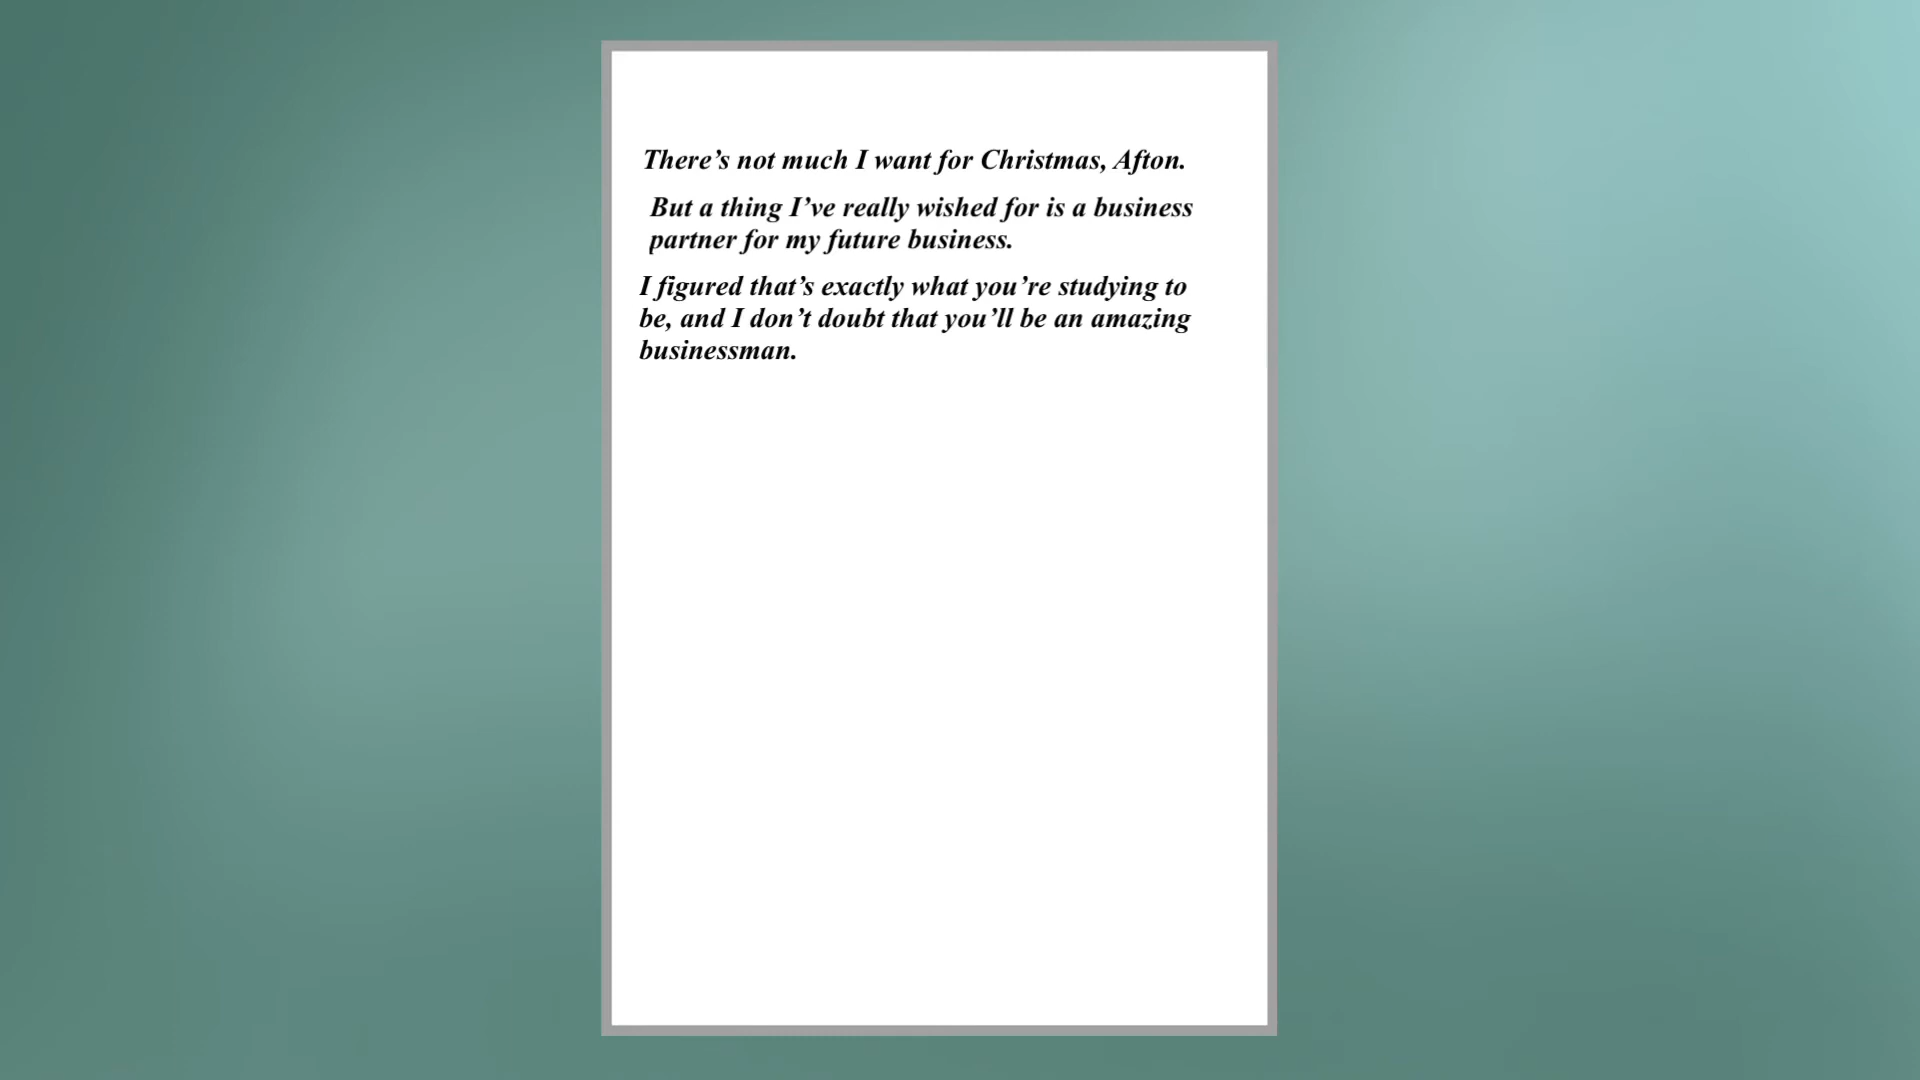 There’s not much I want for Christmas, Afton.
But a thing I’ve really wished for is a business
partner for my future business.
I figured that’s exactly what you’re studying to
be, and I don’t doubt that you’ll be an amazing
businessman.